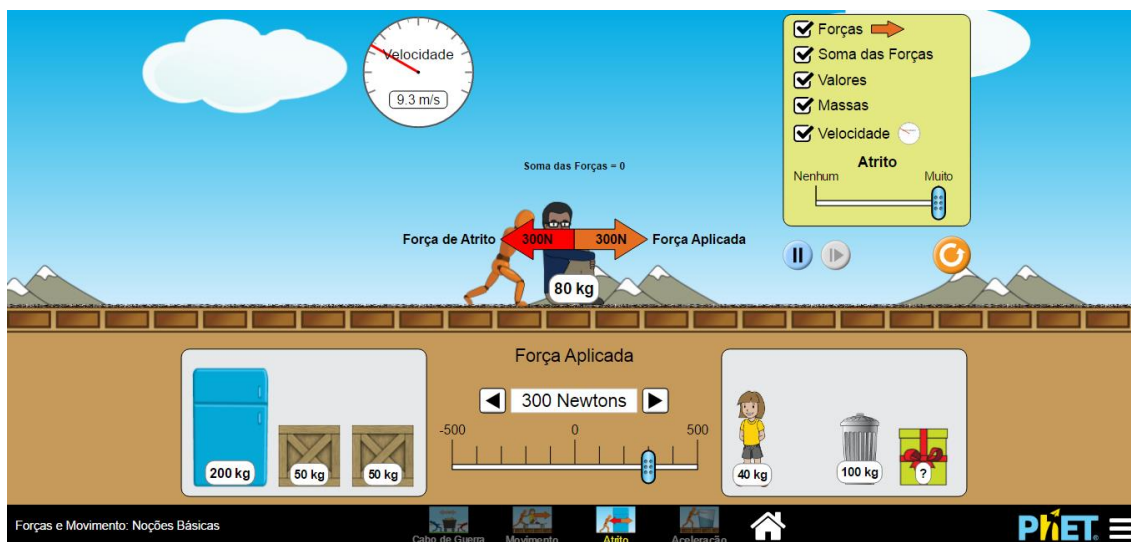 Velocidade
9.3 m/s
Forças
Soma das Forças
Valores
Massas
Velocidade
Atrito
Nenhum Muito
Soma das Forças = 0
Força de Atrito 300N 300N Força Aplicada
80 kg
Força Aplicada
300 Newtons
-500 0 500
200 kg 50 kg 50 kg
40 kg 100 kg ?
Forças e Movimento: Noções Básicas
Cabo de Guerra Movimento Atrito Aceleração
PhET